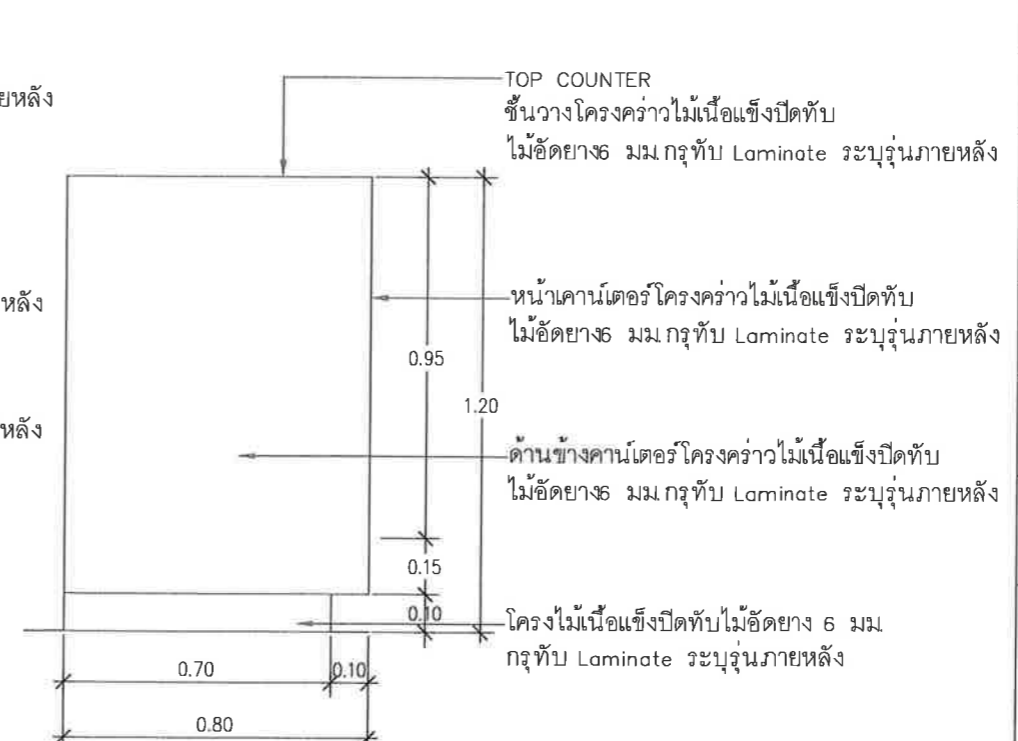 TOP COUNTER
ยหลัง
ชั้นวางโครงคร่าวไม้เนื้อแข็งปิดทับ
ไม้อัดยาง6 มม.กรุทับ Laminate ระบุรุ่นภายหลัง
หลัง
หน้าเคาน์เตอร์โครงคร่าวไม้เนื้อแข็งปิดทับ
ไม้อัดยาง6 มม.กรุทับ Laminate ระบุรุ่นภายหลัง
0.95
1.20
หลัง
ด้านข้างคาน์เตอร์โครงคร่าวไม้เนื้อแข็งปิดทับ
ไม้อัดยาง6 มม.กรุทับ Laminate ระบุรุ่นภายหลัง
0.15
0.10
โครงไม้เนื้อแข็งปิดทับไม้อัดยาง 6 มม.
กรุทับ Laminate ระบุรุ่นภายหลัง
0.70
0.10
0.80